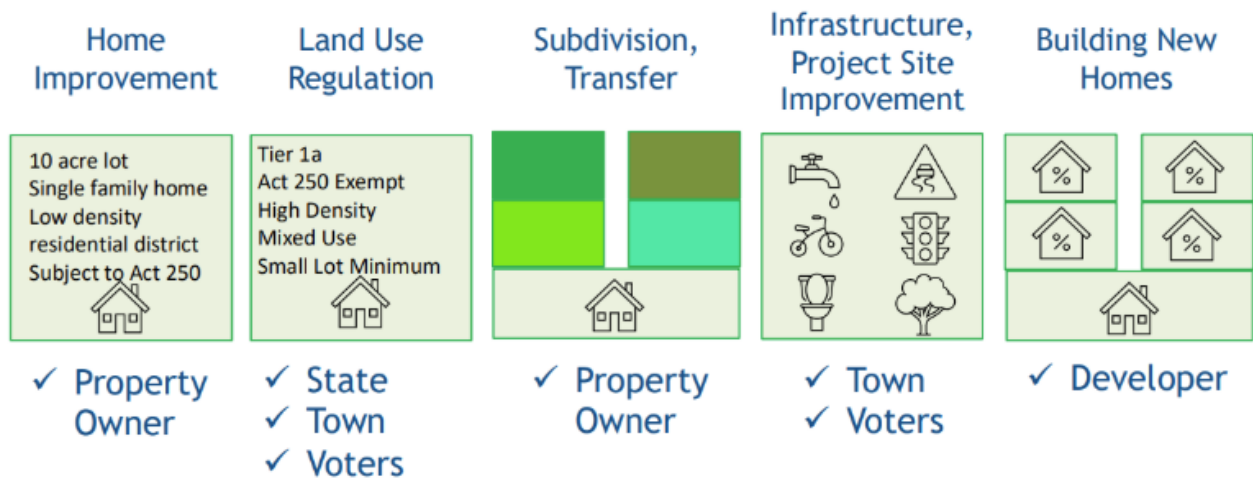 Home
Improvement
Land Use
Regulation
Subdivision,
Transfer
Infrastructure,
Project Site
Improvement
Building New
Homes
10 acre lot
Single family home
Low density
residential district
Subject to Act 250
Tier 1a
Act 250 Exempt
High Density
Mixed Use
Small Lot Minimum
%
%
%
%
✓ Property
Owner
✓ State
✓ Town
✓ Voters
✓ Property
Owner
✓ Town
✓ Voters
✓ Developer